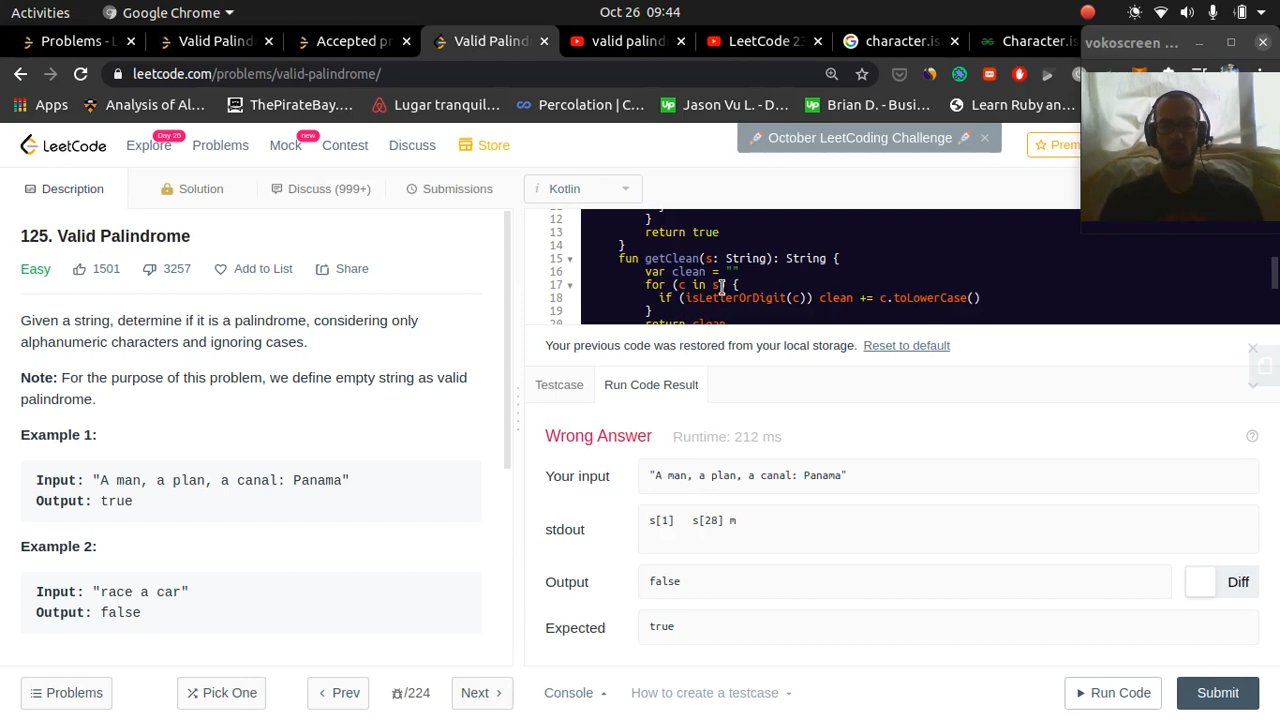 Activities
Google Chrome
Oct 26 09:44
Problems - L
Valid Palind
Accepted p
Valid Palind
valid palind
LeetCode 23
character.is
Character.i
vokoscreen ...
leetcode.com/problems/valid-palindrome/
Apps
Analysis of Al...
ThePirateBay....
Lugar tranquil...
Percolation | C...
Jason Vu L. - D...
Brian D. - Busi...
Learn Ruby an...
LeetCode
Explore
Day 26
Problems
Mock
new
Contest
Discuss
Store
October LeetCoding Challenge
Prem
Description
Solution
Discuss (999+)
Submissions
i Kotlin
125. Valid Palindrome
Easy
1501
3257
Add to List
Share
Given a string, determine if it is a palindrome, considering only
alphanumeric characters and ignoring cases.
Note: For the purpose of this problem, we define empty string as valid
palindrome.
Example 1:
Input: "A man, a plan, a canal: Panama"
Output: true
Example 2:
Input: "race a car"
Output: false
12 }
13 return true
14 }
15 fun getClean(s: String): String {
16 var clean = ""
17 for (c in s) {
18 if (isLetterOrDigit(c)) clean += c.toLowerCase()
19 }
20 return clean
Your previous code was restored from your local storage. Reset to default
Testcase
Run Code Result
Wrong Answer
Runtime: 212 ms
Your input
"A man, a plan, a canal: Panama"
stdout
s[1] s[28] m
Output
false
Diff
Expected
true
Problems
Pick One
Prev
/224
Next
Console
How to create a testcase
Run Code
Submit